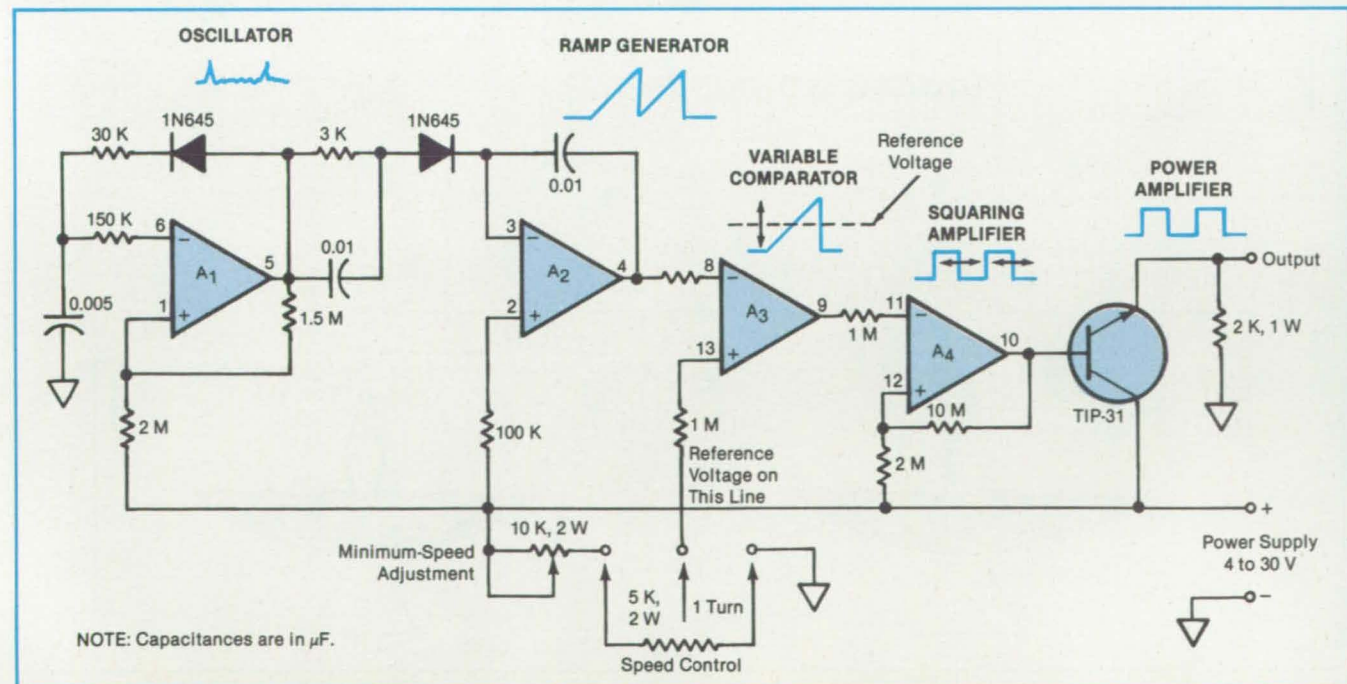 OSCILLATOR
RAMP GENERATOR
1N645
3 K
1N645
30 K
0.01
VARIABLE
COMPARATOR
Reference
Voltage
POWER
AMPLIFIER
SQUARING
AMPLIFIER
150 K
6
−
A1
5
1
+
0.005
0.01
1.5 M
2 M
3
−
A2
4
2
+
100 K
8
−
A3
9
13
+
1 M
1 M
Reference
Voltage on
This Line
11
−
A4
10
12
+
10 M
2 M
TIP-31
Output
2 K, 1 W
+
Power Supply
4 to 30 V
−
10 K, 2 W
Minimum-Speed
Adjustment
5 K,
2 W
1 Turn
Speed Control
NOTE: Capacitances are in μF.